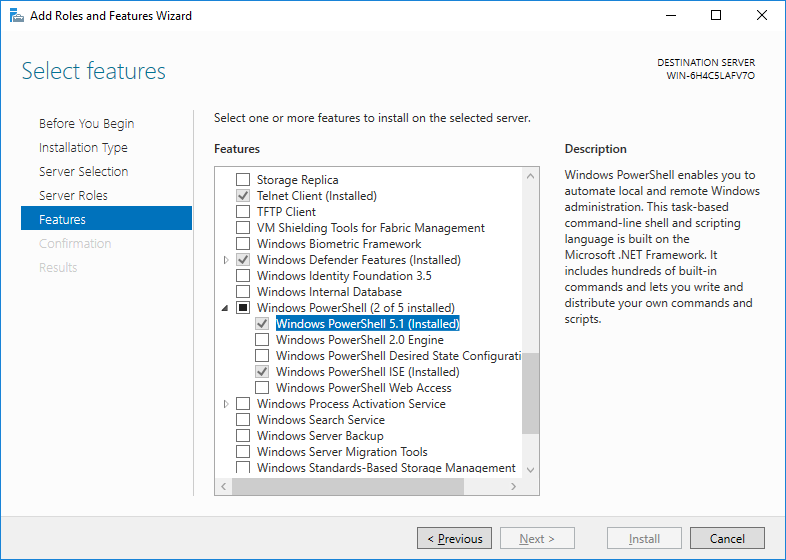 Add Roles and Features Wizard
Select features
DESTINATION SERVER
WIN-6H4C5LAFV7O
Before You Begin
Installation Type
Server Selection
Server Roles
Features
Confirmation
Results
Select one or more features to install on the selected server.
Features
Storage Replica
Telnet Client (Installed)
TFTP Client
VM Shielding Tools for Fabric Management
Windows Biometric Framework
Windows Defender Features (Installed)
Windows Identity Foundation 3.5
Windows Internal Database
Windows PowerShell (2 of 5 installed)
Windows PowerShell 5.1 (Installed)
Windows PowerShell 2.0 Engine
Windows PowerShell Desired State Configurati
Windows PowerShell ISE (Installed)
Windows PowerShell Web Access
Windows Process Activation Service
Windows Search Service
Windows Server Backup
Windows Server Migration Tools
Windows Standards-Based Storage Management
Description
Windows PowerShell enables you to
automate local and remote Windows
administration. This task-based
command-line shell and scripting
language is built on the
Microsoft .NET Framework. It
includes hundreds of built-in
commands and lets you write and
distribute your own commands and
scripts.
< Previous
Next >
Install
Cancel